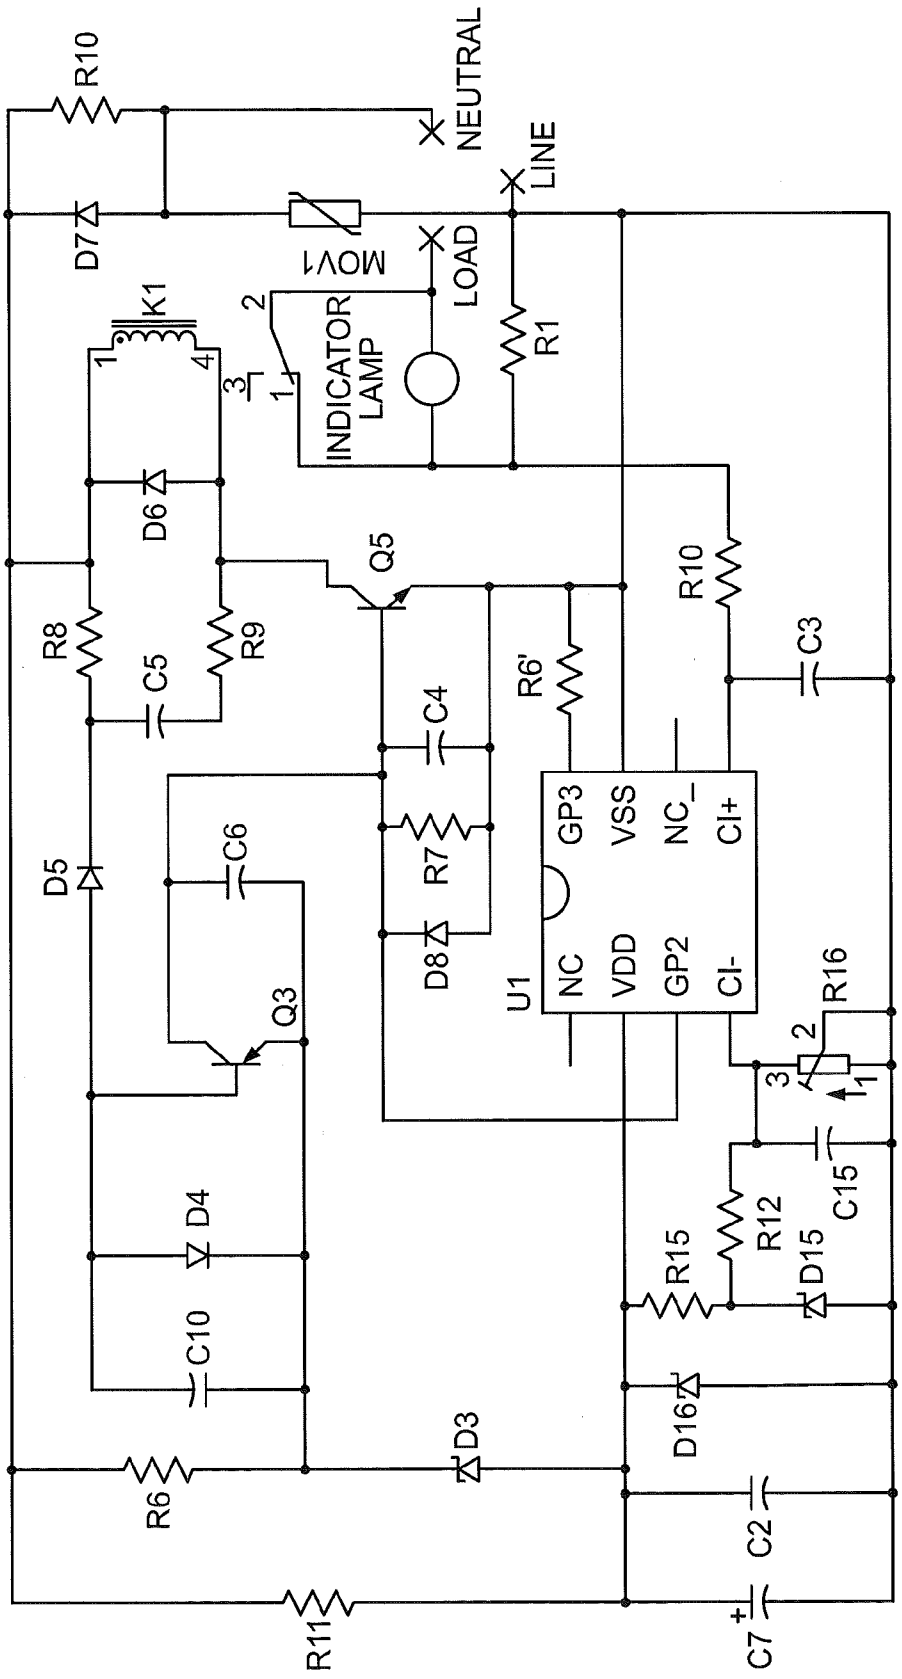 R10
D7
NEUTRAL
LINE
MOV1
LOAD
K1
1
4
2
3
1
INDICATOR
LAMP
R1
D6
R8
R9
C5
Q5
R10
C3
R6'
C4
R7
D8
D5
C6
Q3
U1
GP3
VSS
NC_
CI+
NC
VDD
GP2
CI-
R16
2
3
1
C15
R12
R15
D15
D4
C10
D16
D3
R6
C2
R11
+
C7